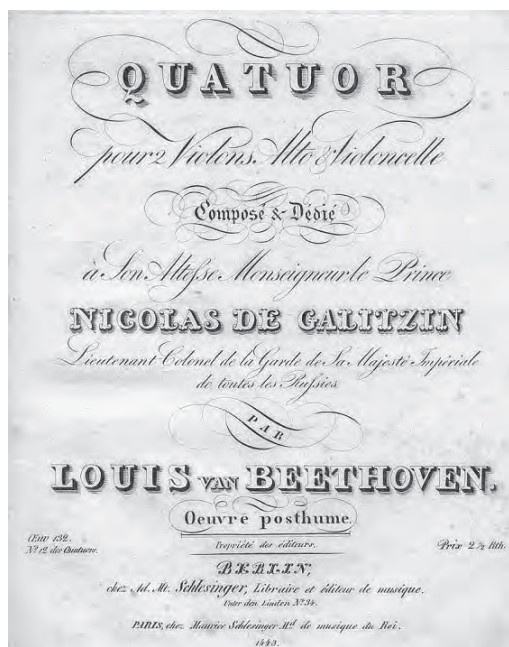 QUATUOR
pour 2 Violons, Alto & Violoncelle
Composé & Dédié
à Son Altesse Monseigneur le Prince
NICOLAS DE GALITZIN
Lieutenant Colonel de la Garde de Sa Majesté Impériale
de toutes les Russies
PAR
LOUIS VAN BEETHOVEN.
Oeuvre posthume.
Œuv 132.
No. 12 des Quatuors.
Propriété des éditeurs.
Prix 2 ½ Rth.
BERLIN,
chez Ad. Mt. Schlesinger, Libraire et éditeur de musique.
Unter den Linden No. 34.
PARIS, chez Maurice Schlesinger Md. de musique du Roi.
1443.